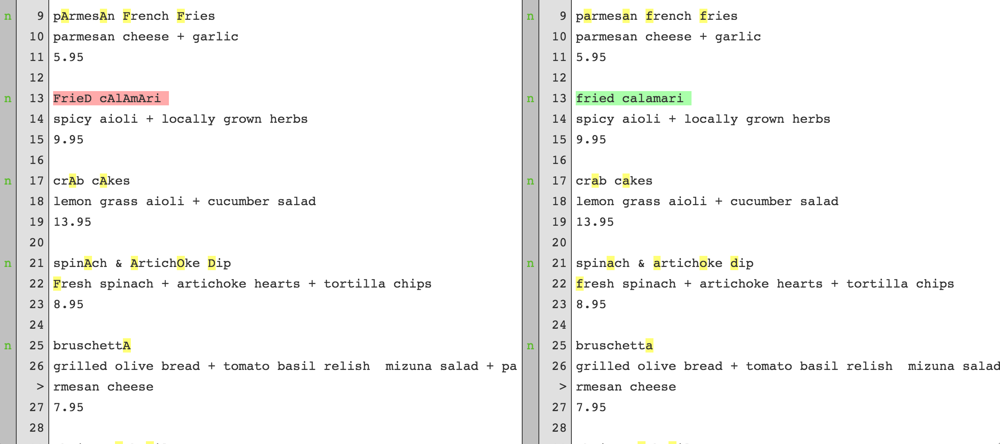 n 9 pArmesAn French Fries
10 parmesan cheese + garlic
11 5.95
12
n 13 FrieD cAlAmAri
14 spicy aioli + locally grown herbs
15 9.95
16
n 17 crAb cAkes
18 lemon grass aioli + cucumber salad
19 13.95
20
n 21 spinAch & ArtichOke Dip
22 Fresh spinach + artichoke hearts + tortilla chips
23 8.95
24
n 25 bruschettA
26 grilled olive bread + tomato basil relish  mizuna salad + pa
> rmesan cheese
27 7.95
28
n 9 parmesan french fries
10 parmesan cheese + garlic
11 5.95
12
n 13 fried calamari
14 spicy aioli + locally grown herbs
15 9.95
16
n 17 crab cakes
18 lemon grass aioli + cucumber salad
19 13.95
20
n 21 spinach & artichoke dip
22 fresh spinach + artichoke hearts + tortilla chips
23 8.95
24
n 25 bruschetta
26 grilled olive bread + tomato basil relish  mizuna salad
> rmesan cheese
27 7.95
28